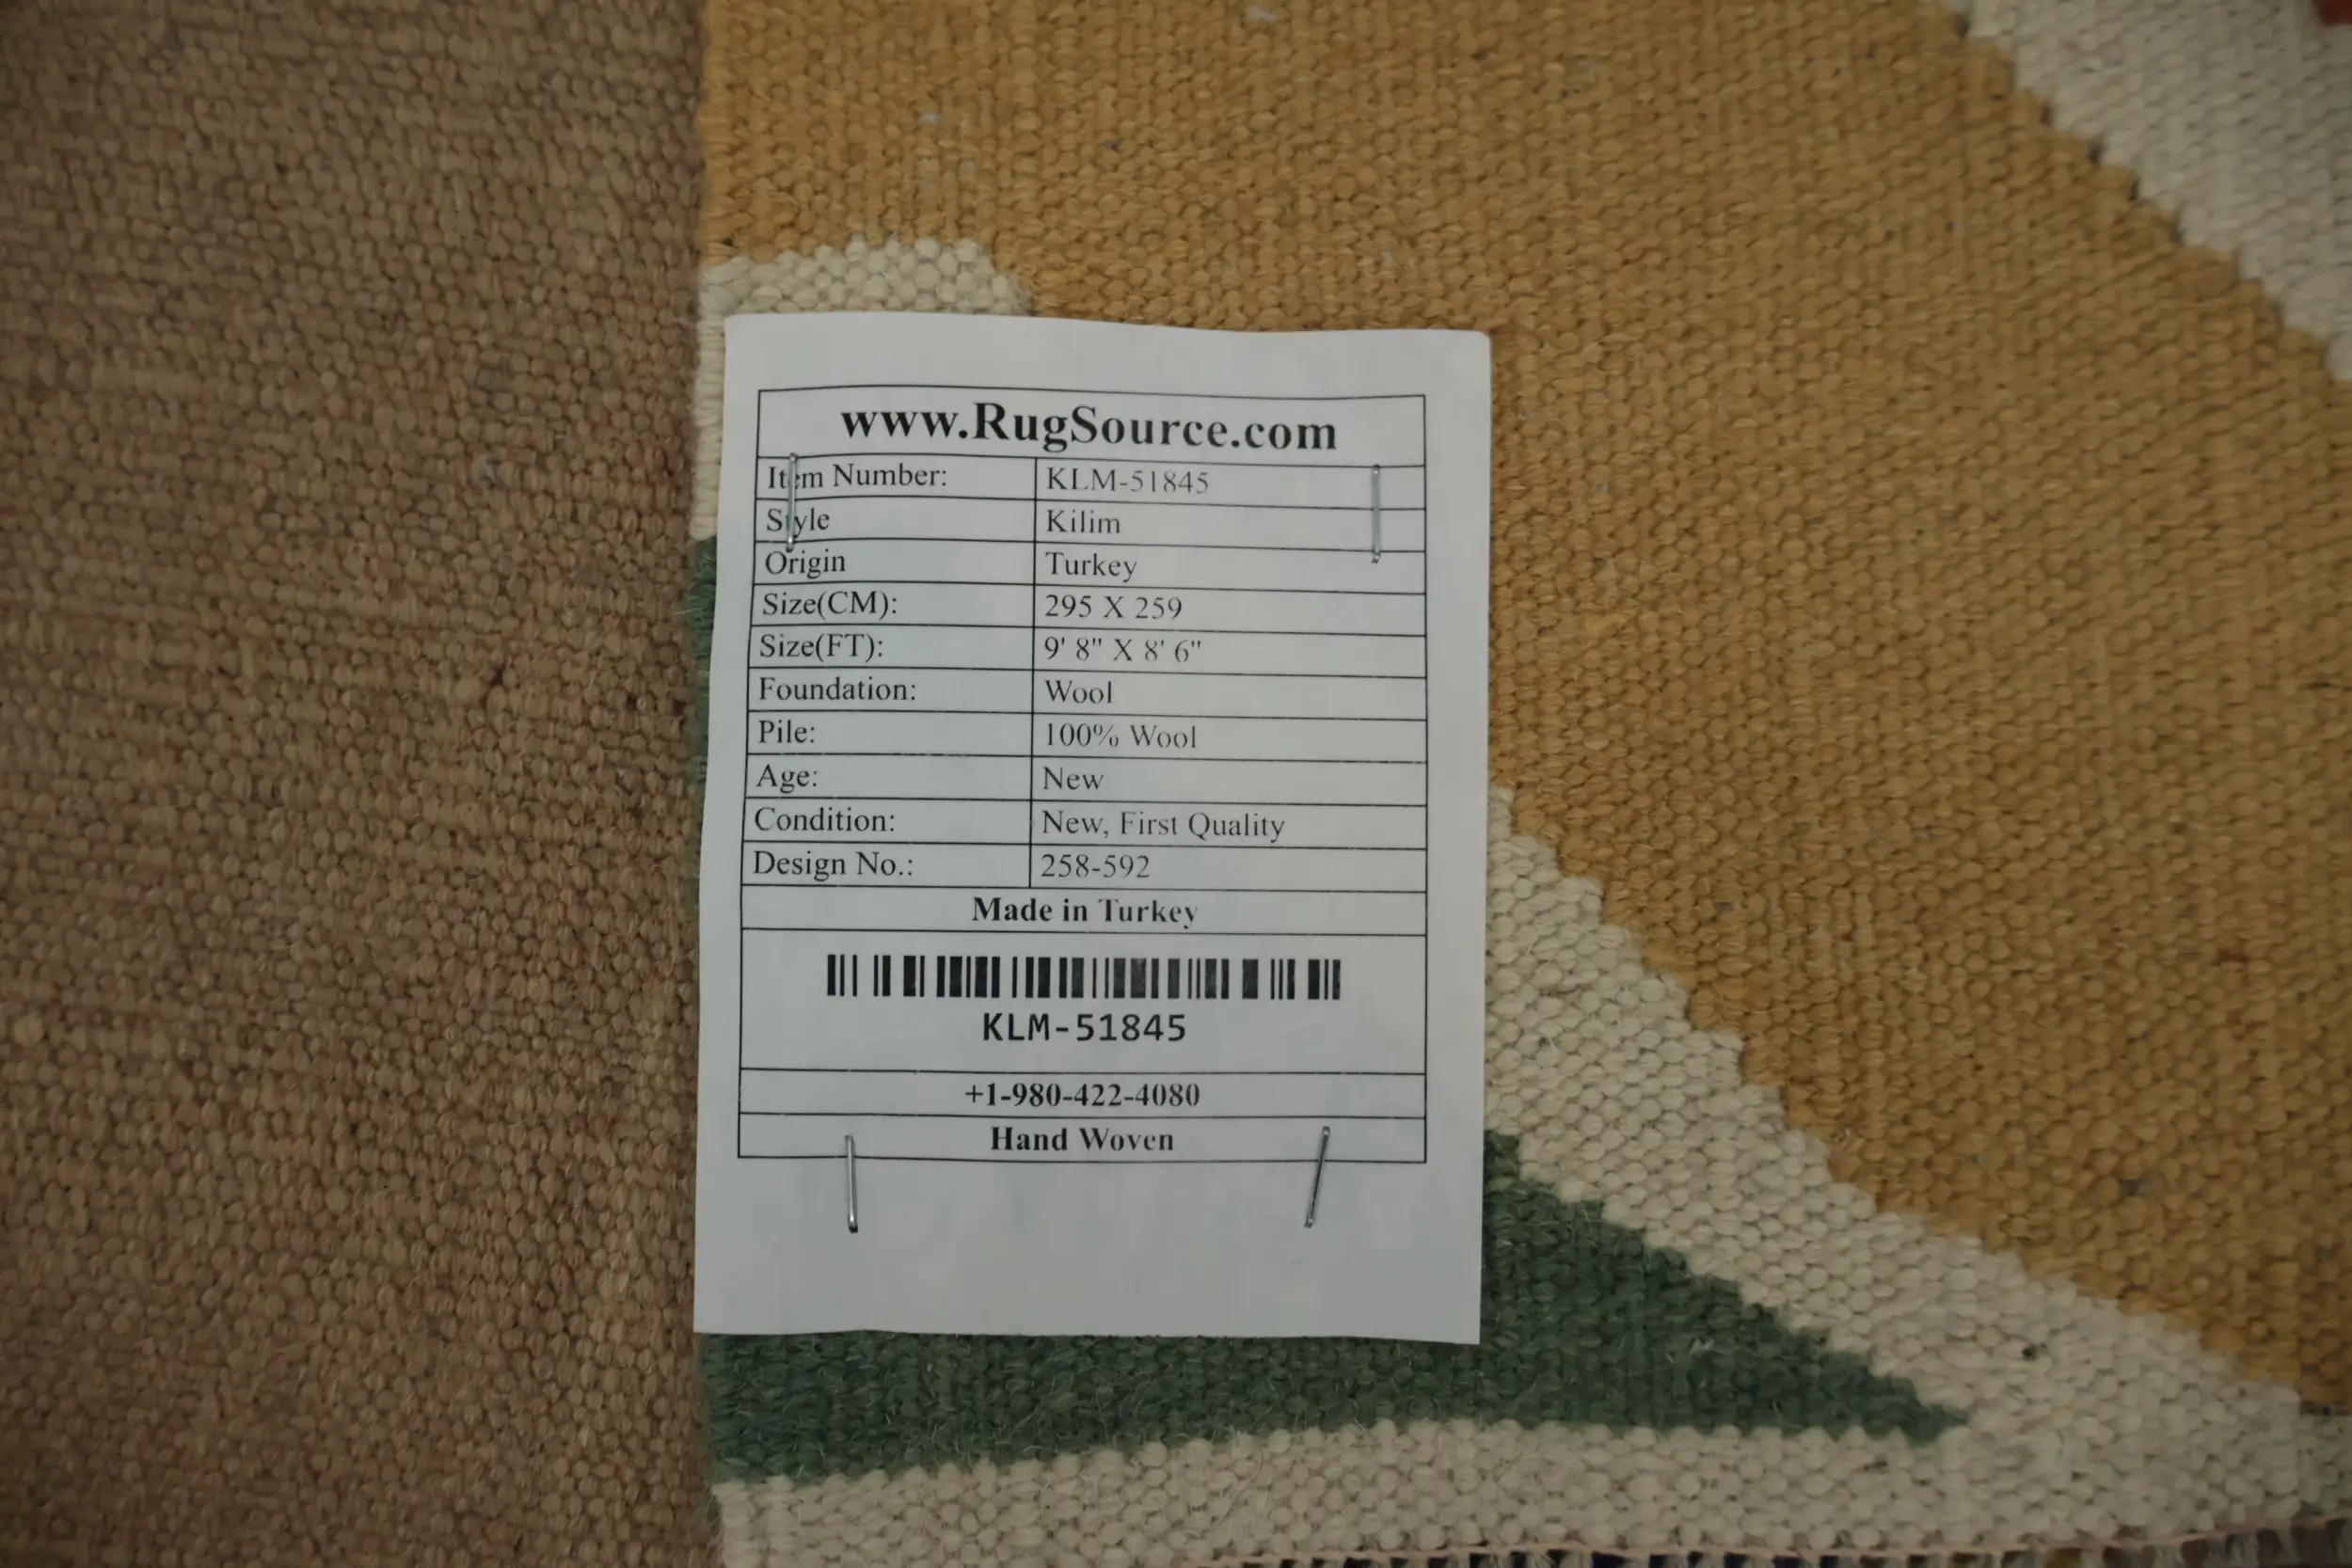 www.RugSource.com
Item Number: KLM-51845
Style Kilim
Origin Turkey
Size(CM): 295 X 259
Size(FT): 9' 8" X 8' 6"
Foundation: Wool
Pile: 100% Wool
Age: New
Condition: New, First Quality
Design No.: 258-592
Made in Turkey
KLM-51845
+1-980-422-4080
Hand Woven